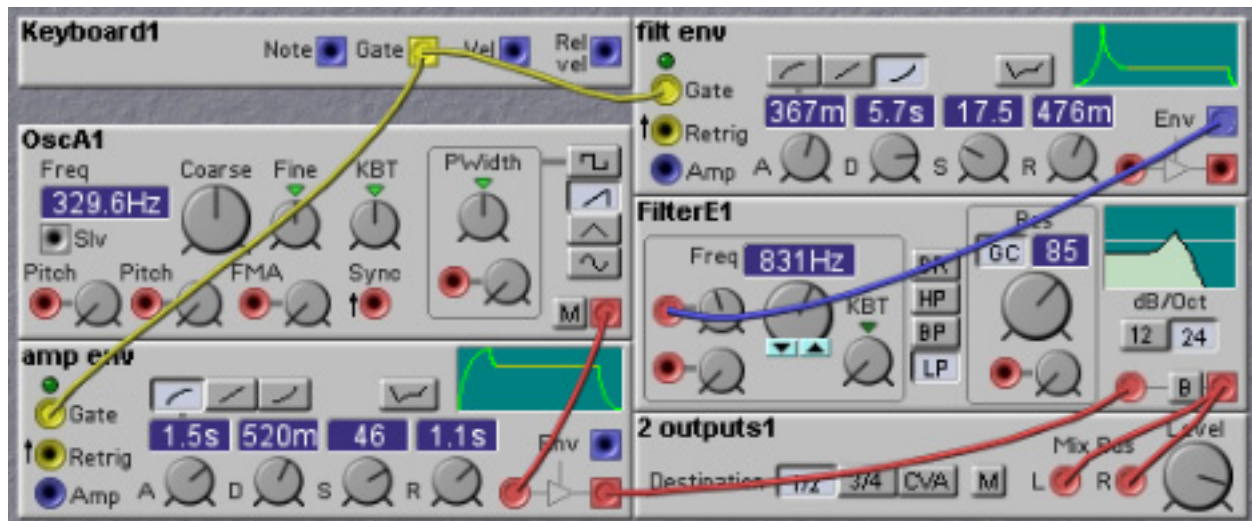 Keyboard1
Note Gate Vel Rel vel
OscA1
Freq Coarse Fine KBT PWidth
329.6Hz
Slv
Pitch Pitch FMA Sync
M
amp env
Gate
1.5s 520m 46 1.1s
Retrig
Env
Amp A D S R
filt env
Gate
367m 5.7s 17.5 476m
Retrig
Env
Amp A D S R
FilterE1
Res
Freq 831Hz BR GC 85
KBT HP dB/Oct
BP 12 24
LP
B
2 outputs1
Mix Bus Level
Destination 1/2 3/4 CVA M L R